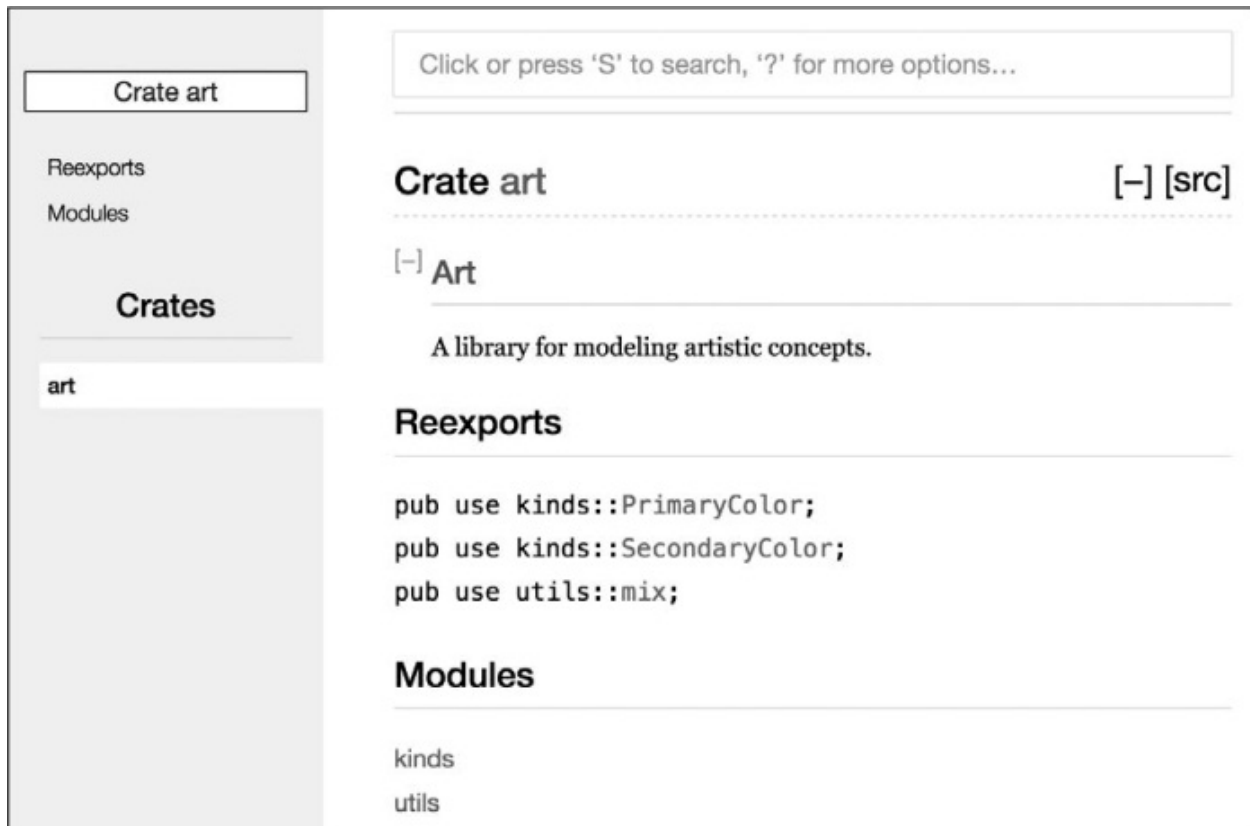 Crate art
Reexports
Modules
Crates
art
Click or press ‘S’ to search, ‘?’ for more options…
Crate art [–] [src]
[–] Art
A library for modeling artistic concepts.
Reexports
pub use kinds::PrimaryColor;
pub use kinds::SecondaryColor;
pub use utils::mix;
Modules
kinds
utils